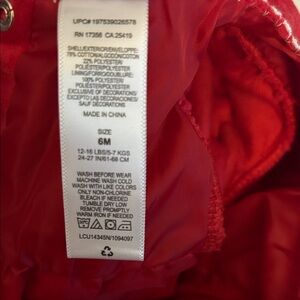 UPC# 197539026578
RN 17356 CA 25419
SHELL/EXTERIOR/ENVELOPPE:
78% COTTON/ALGODÓN/COTON
22% POLYESTER/
POLIÉSTER/POLYESTER
LINING/FORRO/DOUBLURE:
100% POLYESTER/
POLIÉSTER/POLYESTER
EXCLUSIVE OF DECORATIONS/
EXCEPTO LAS DECORACIONES/
SAUF DÉCORATIONS
MADE IN CHINA
SIZE
6M
12-16 LBS/5-7 KGS
24-27 IN/61-68 CM
WASH BEFORE WEAR
MACHINE WASH COLD
WASH WITH LIKE COLORS
ONLY NON-CHLORINE
BLEACH IF NEEDED
TUMBLE DRY LOW
REMOVE PROMPTLY
WARM IRON IF NEEDED
LCU14345N/1094097